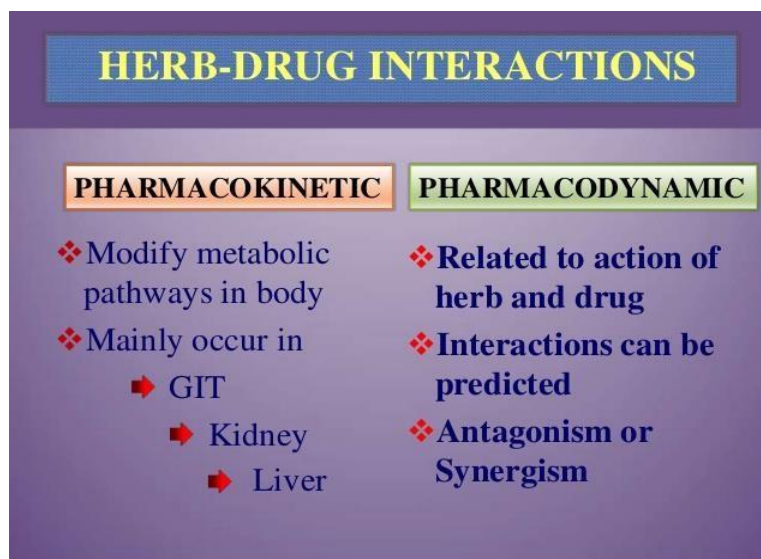 HERB-DRUG INTERACTIONS
PHARMACOKINETIC
Modify metabolic
pathways in body
Mainly occur in
GIT
Kidney
Liver
PHARMACODYNAMIC
Related to action of
herb and drug
Interactions can be
predicted
Antagonism or
Synergism